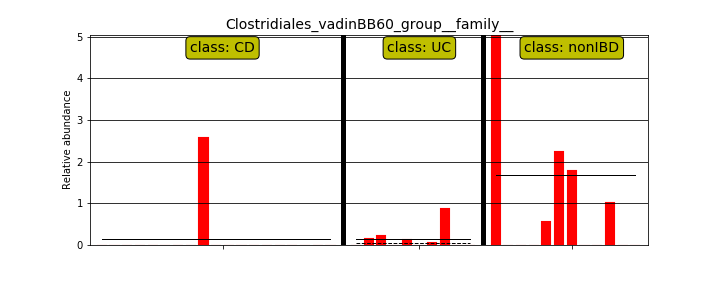 Clostridiales_vadinBB60_group__family__
class: CD
class: UC
class: nonIBD
Relative abundance
5
4
3
2
1
0